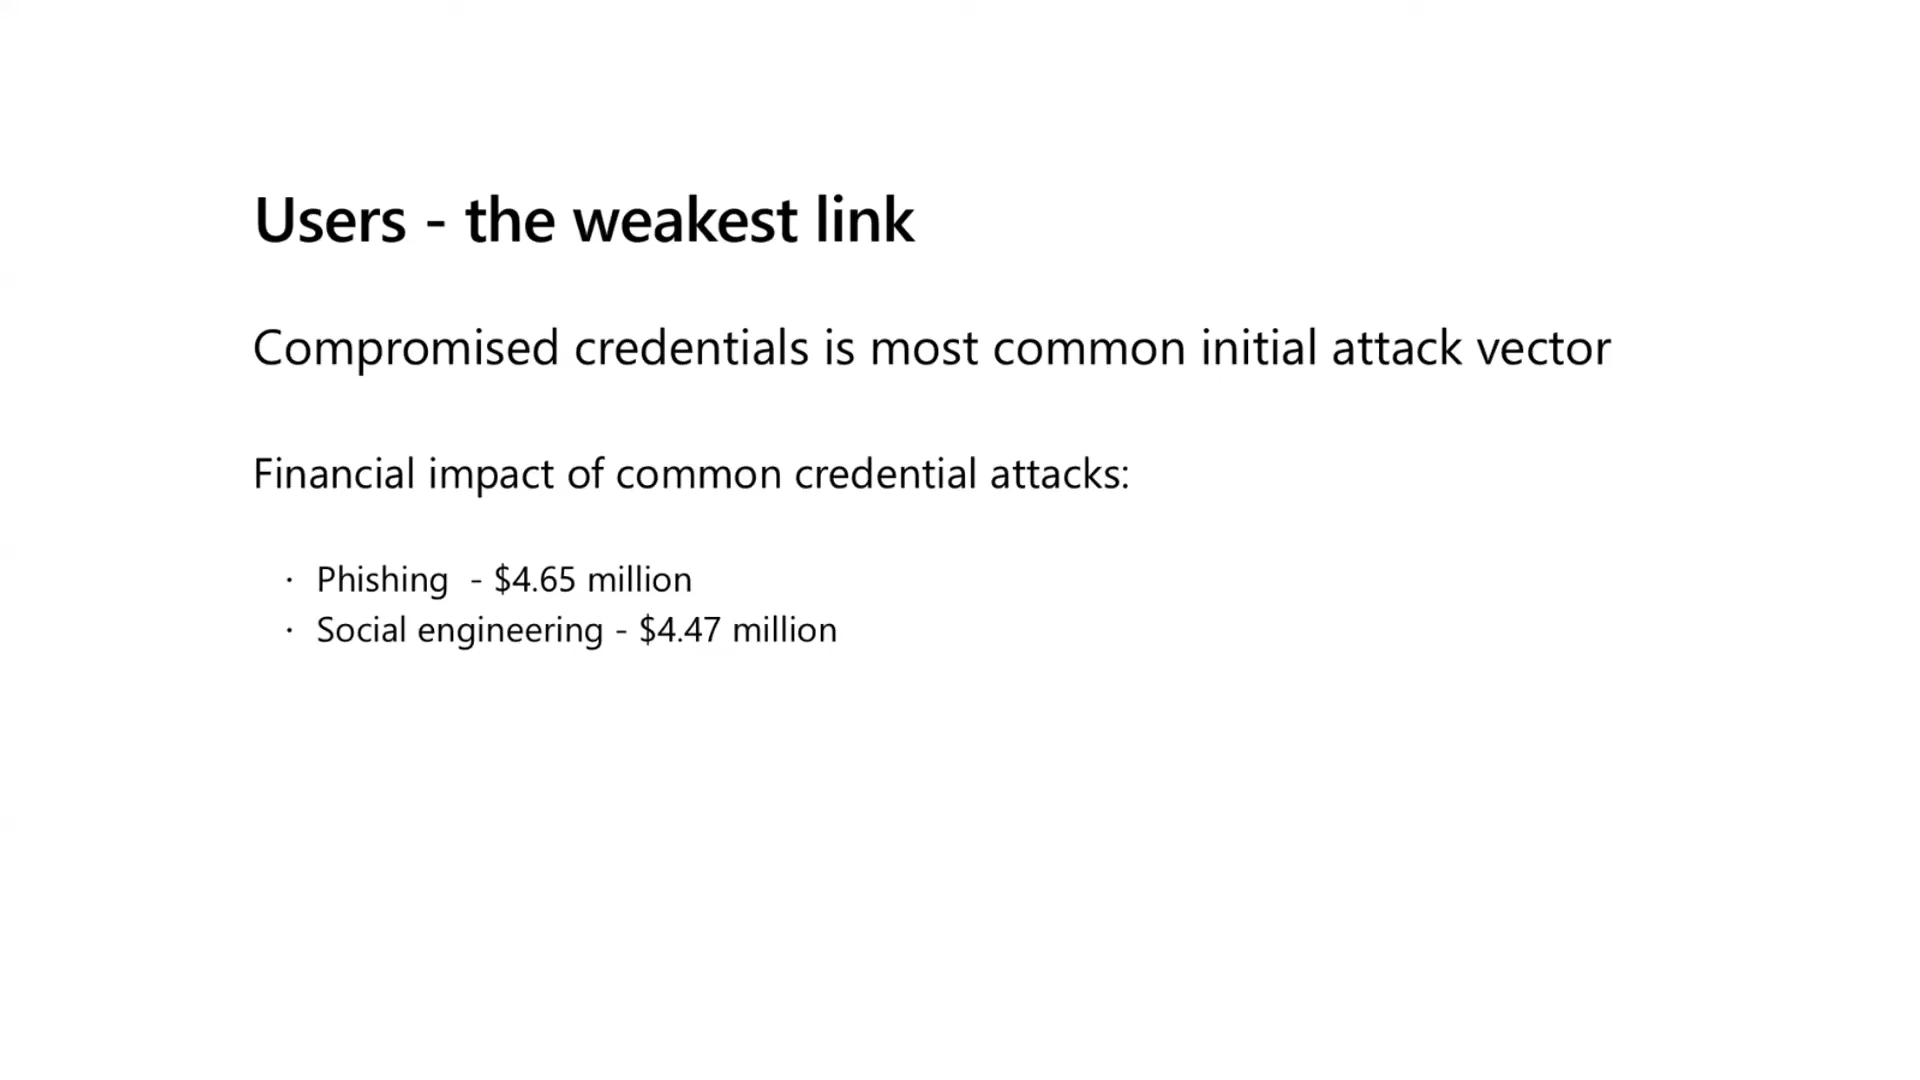 Users - the weakest link
Compromised credentials is most common initial attack vector
Financial impact of common credential attacks:
· Phishing  - $4.65 million
· Social engineering - $4.47 million